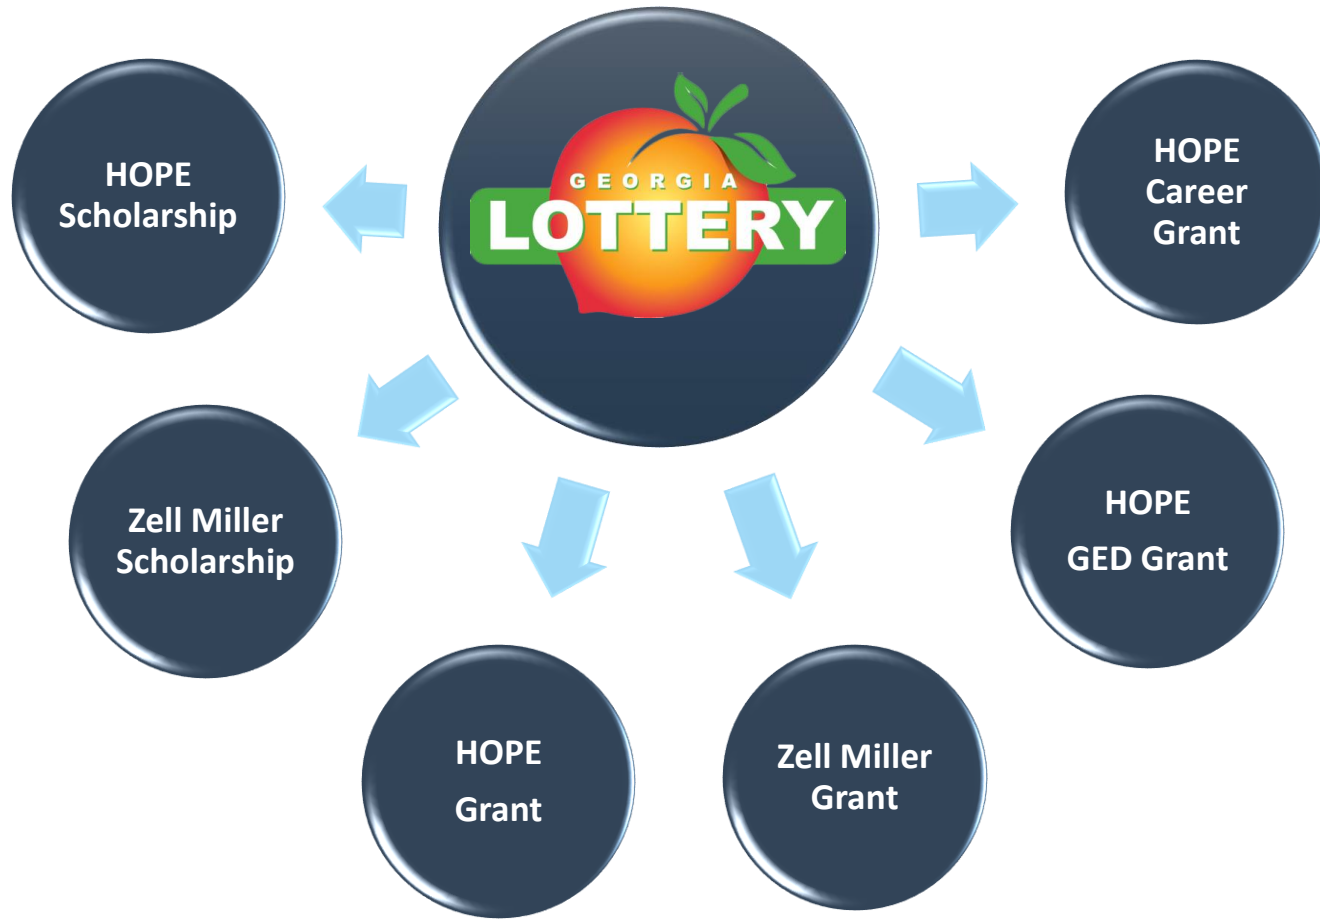 GEORGIA
LOTTERY
HOPE
Scholarship
HOPE
Career
Grant
Zell Miller
Scholarship
HOPE
GED Grant
HOPE
Grant
Zell Miller
Grant